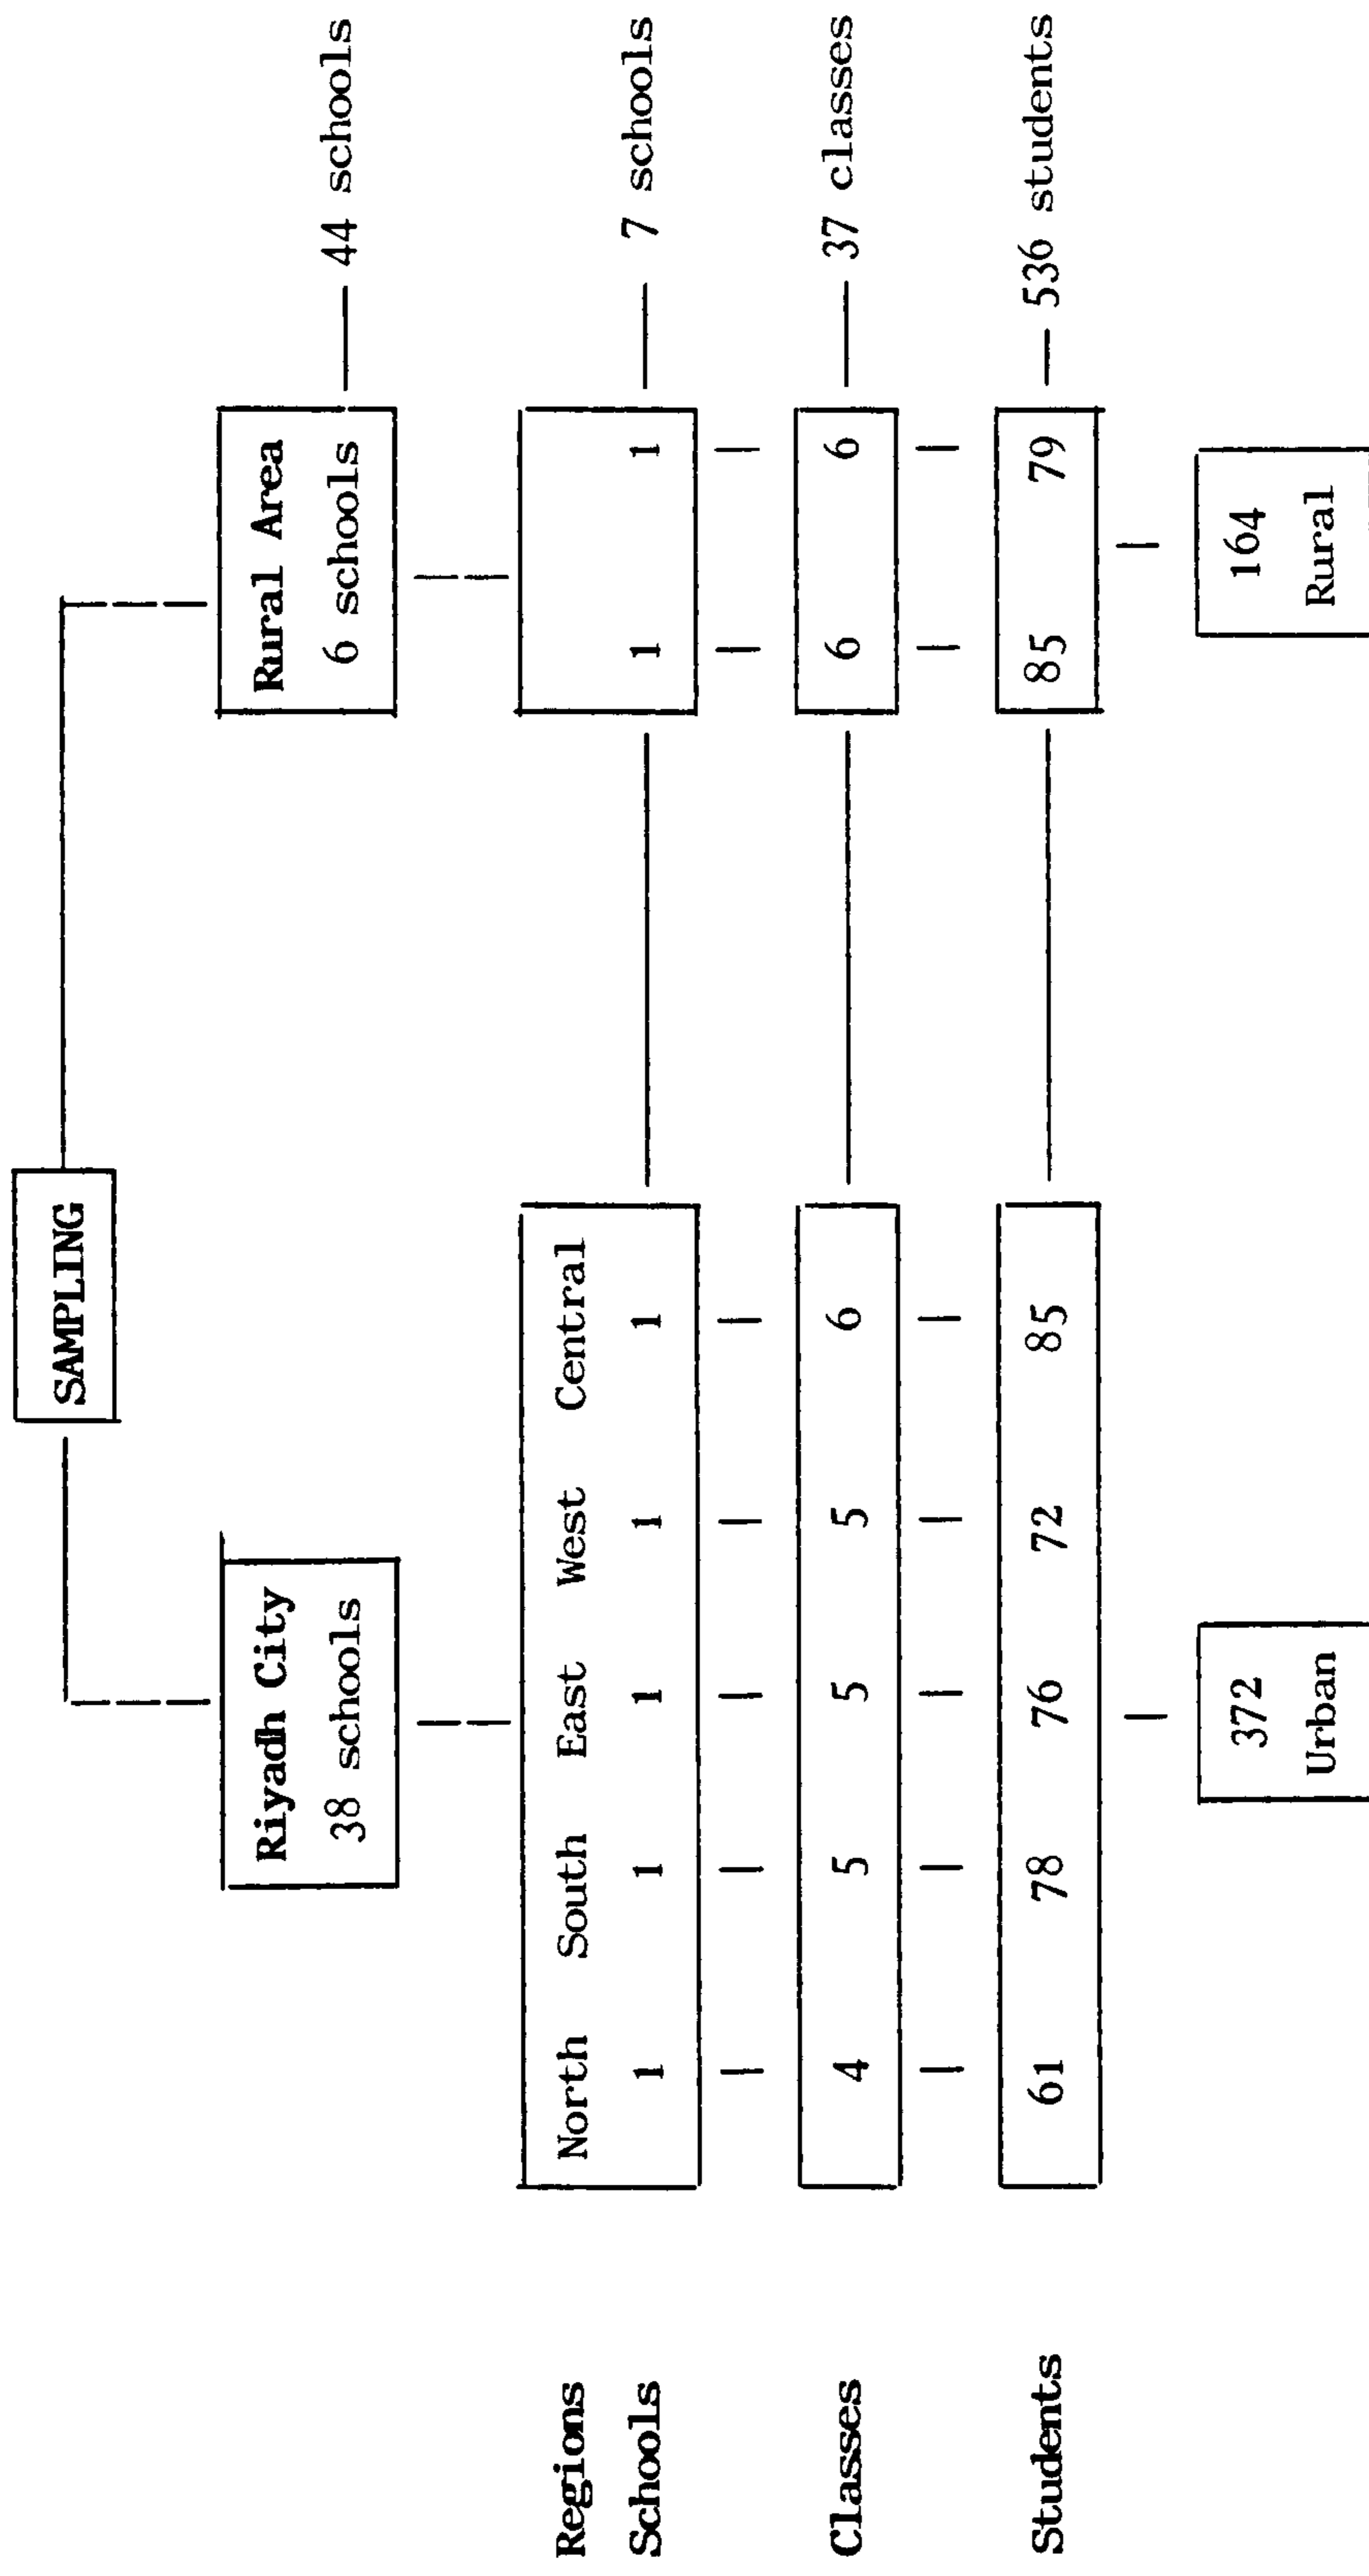 SAMPLING
Riyadh City
38 schools
Rural Area
6 schools
44 schools
Regions
North South East West Central
Schools
1 1 1 1 1
1 1
7 schools
Classes
4 5 5 5 6
6 6
37 classes
Students
61 78 76 72 85
85 79
536 students
372
Urban
164
Rural